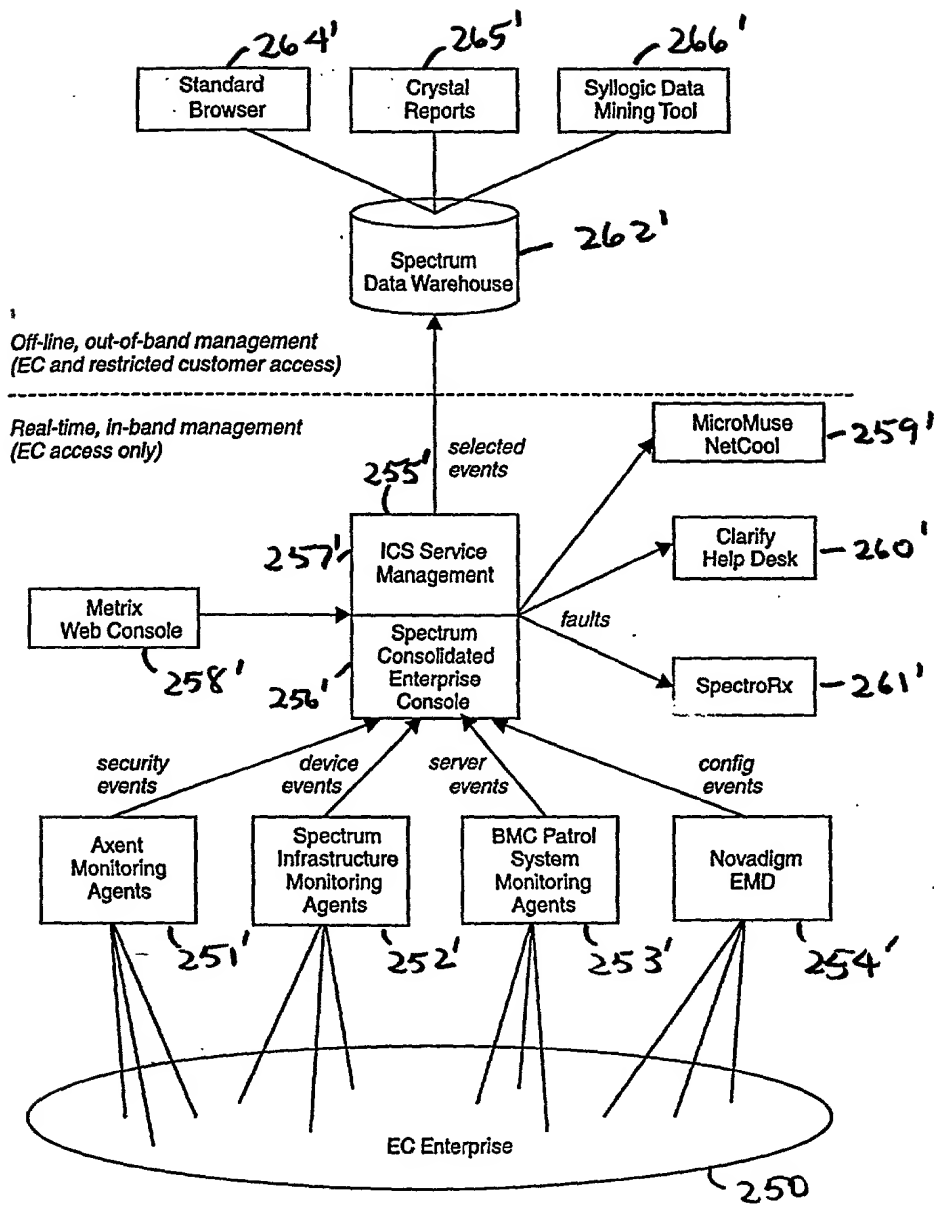 264'
265'
266'
Standard
Browser
Crystal
Reports
Syllogic Data
Mining Tool
262'
Spectrum
Data Warehouse
Off-line, out-of-band management
(EC and restricted customer access)
Real-time, in-band management
(EC access only)
selected
events
MicroMuse
NetCool
259'
255'
257'
ICS Service
Management
Clarify
Help Desk
260'
Metrix
Web Console
258'
faults
Spectrum
Consolidated
Enterprise
Console
256'
SpectroRx
261'
security
events
device
events
server
events
config
events
Axent
Monitoring
Agents
Spectrum
Infrastructure
Monitoring
Agents
BMC Patrol
System
Monitoring
Agents
Novadigm
EMD
251'
252'
253'
254'
EC Enterprise
250